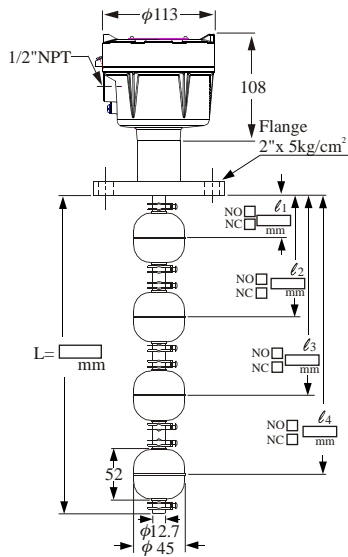 ϕ113
1/2"NPT
108
Flange
2"x 5kg/cm²
NO □ ℓ1
NC □ mm
NO □ ℓ2
NC □ mm
L= mm
NO □ ℓ3
NC □ mm
NO □ ℓ4
NC □ mm
52
ϕ12.7
ϕ 45